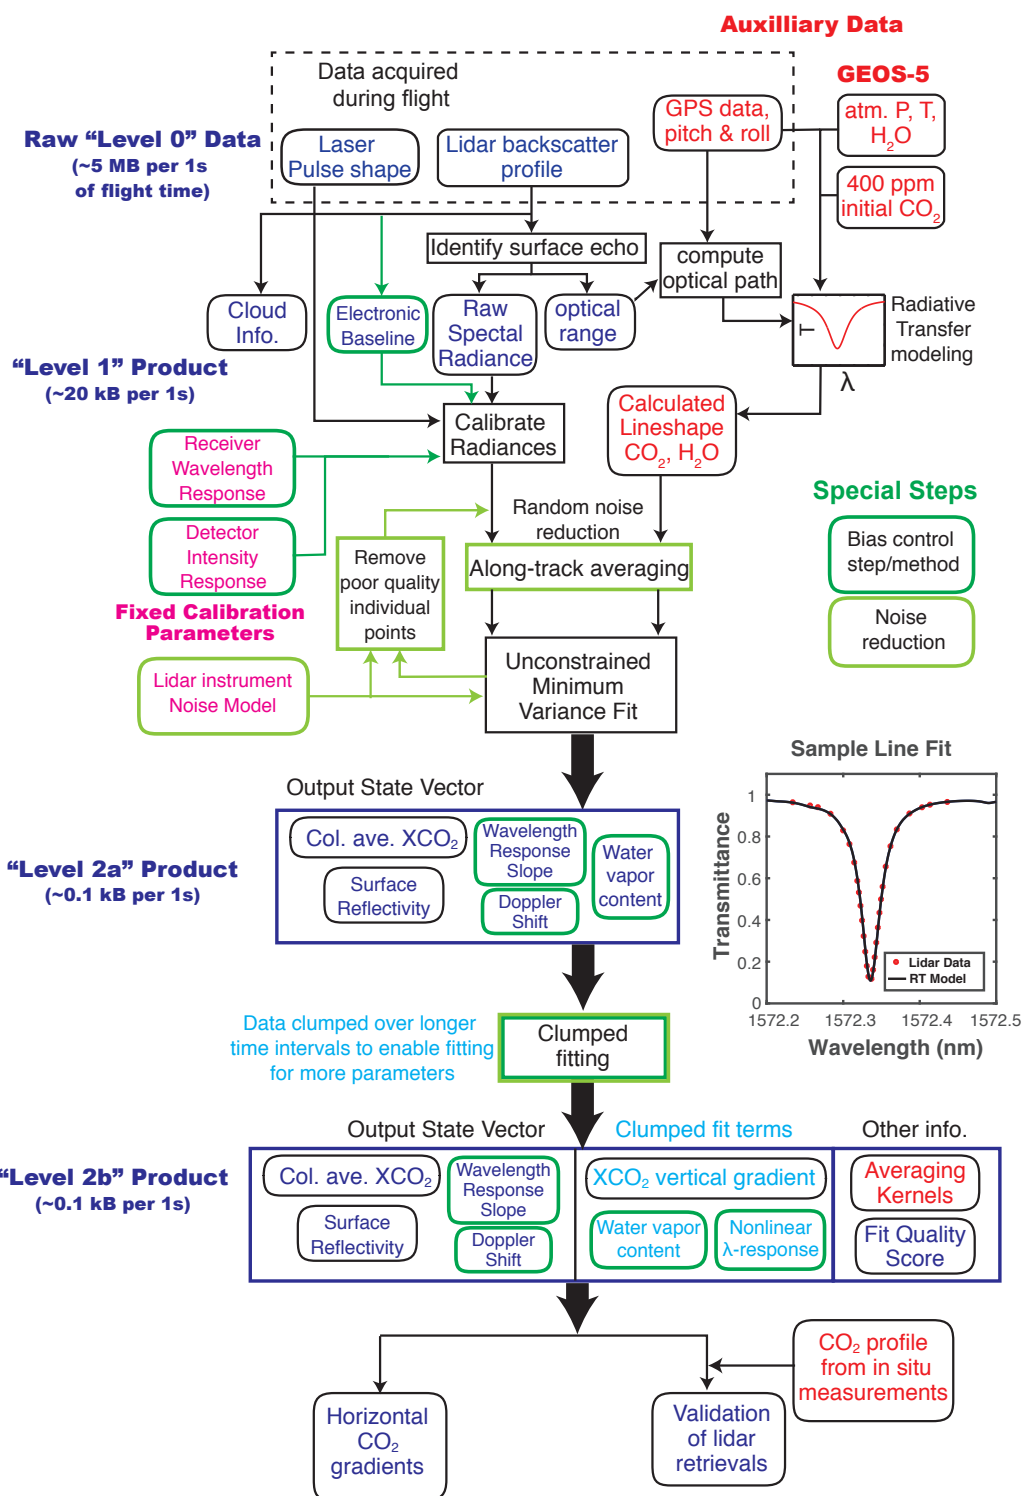 Auxilliary Data
Data acquired
during flight
GEOS-5
Raw “Level 0” Data
(~5 MB per 1s
of flight time)
Laser
Pulse shape
Lidar backscatter
profile
GPS data,
pitch & roll
atm. P, T,
H₂O
400 ppm
initial CO₂
Identify surface echo
compute
optical path
Cloud
Info.
Electronic
Baseline
Raw
Spectal
Radiance
optical
range
T
λ
Radiative
Transfer
modeling
“Level 1” Product
(~20 kB per 1s)
Calibrate
Radiances
Calculated
Lineshape
CO₂, H₂O
Receiver
Wavelength
Response
Detector
Intensity
Response
Fixed Calibration
Parameters
Lidar instrument
Noise Model
Remove
poor quality
individual
points
Random noise
reduction
Along-track averaging
Special Steps
Bias control
step/method
Noise
reduction
Unconstrained
Minimum
Variance Fit
Output State Vector
“Level 2a” Product
(~0.1 kB per 1s)
Col. ave. XCO₂
Surface
Reflectivity
Wavelength
Response
Slope
Doppler
Shift
Water
vapor
content
Sample Line Fit
Transmittance
1
0.8
0.6
0.4
0.2
0
Lidar Data
RT Model
1572.2
1572.3
1572.4
1572.5
Wavelength (nm)
Data clumped over longer
time intervals to enable fitting
for more parameters
Clumped
fitting
Output State Vector
Clumped fit terms
Other info.
“Level 2b” Product
(~0.1 kB per 1s)
Col. ave. XCO₂
Surface
Reflectivity
Wavelength
Response
Slope
Doppler
Shift
XCO₂ vertical gradient
Water vapor
content
Nonlinear
λ-response
Averaging
Kernels
Fit Quality
Score
CO₂ profile
from in situ
measurements
Horizontal
CO₂
gradients
Validation
of lidar
retrievals